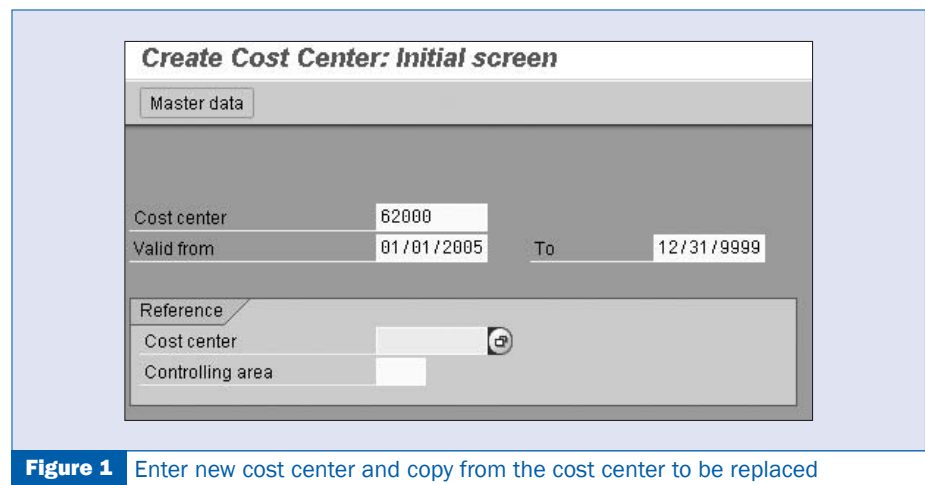 Create Cost Center: Initial screen
Master data
Cost center 62000
Valid from 01/01/2005 To 12/31/9999
Reference
Cost center
Controlling area
Figure 1 Enter new cost center and copy from the cost center to be replaced